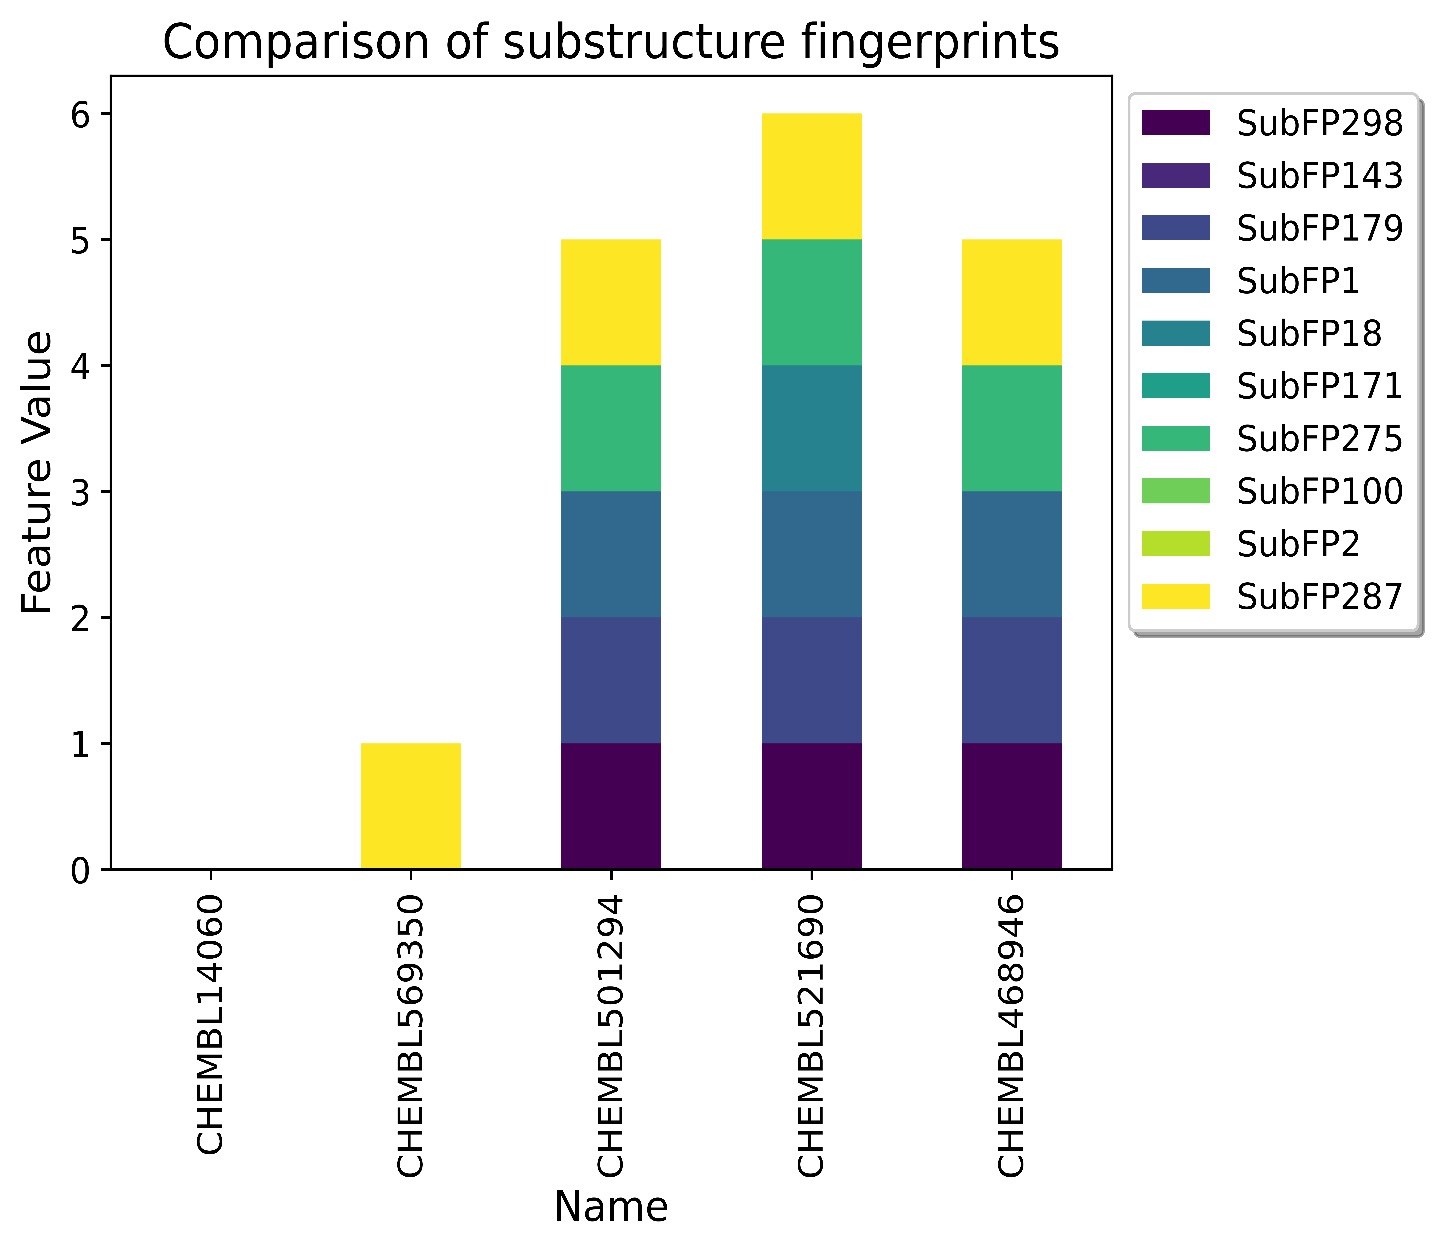 Comparison of substructure fingerprints
Feature Value
6
5
4
3
2
1
0
SubFP298
SubFP143
SubFP179
SubFP1
SubFP18
SubFP171
SubFP275
SubFP100
SubFP2
SubFP287
CHEMBL14060
CHEMBL569350
CHEMBL501294
CHEMBL521690
CHEMBL468946
Name